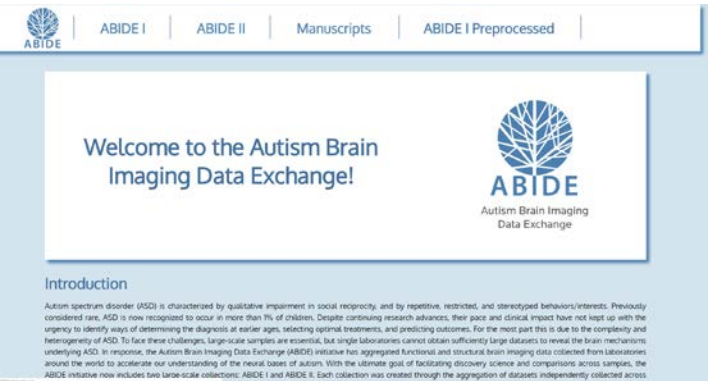 ABIDE
ABIDE I
ABIDE II
Manuscripts
ABIDE I Preprocessed
Welcome to the Autism Brain
Imaging Data Exchange!
ABIDE
Autism Brain Imaging
Data Exchange
Introduction
Autism spectrum disorder (ASD) is characterized by qualitative impairment in social reciprocity, and by repetitive, restricted, and stereotyped behaviors/interests. Previously
considered rare, ASD is now recognized to occur in more than 1% of children. Despite continuing research advances, their pace and clinical impact have not kept up with the
urgency to identify ways of determining the diagnosis at earlier ages, selecting optimal treatments, and predicting outcomes. For the most part this is due to the complexity and
heterogeneity of ASD. To face these challenges, large-scale samples are essential, but single laboratories cannot obtain sufficiently large datasets to reveal the brain mechanisms
underlying ASD. In response, the Autism Brain Imaging Data Exchange (ABIDE) initiative has aggregated functional and structural brain imaging data collected from laboratories
around the world to accelerate our understanding of the neural bases of autism. With the ultimate goal of facilitating discovery science and comparisons across samples, the
ABIDE initiative now includes two large-scale collections: ABIDE I and ABIDE II. Each collection was created through the aggregation of datasets independently collected across